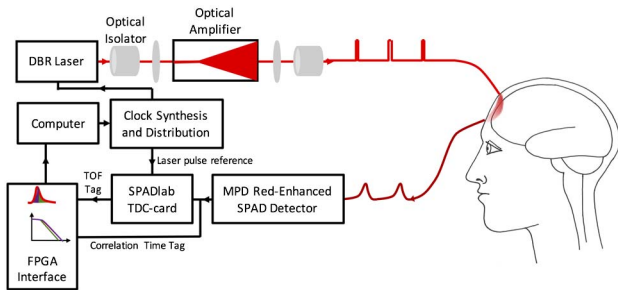 Optical
Isolator
Optical
Amplifier
DBR Laser
Computer
Clock Synthesis
and Distribution
Laser pulse reference
TOF
Tag
SPADlab
TDC-card
MPD Red-Enhanced
SPAD Detector
Correlation Time Tag
FPGA
Interface